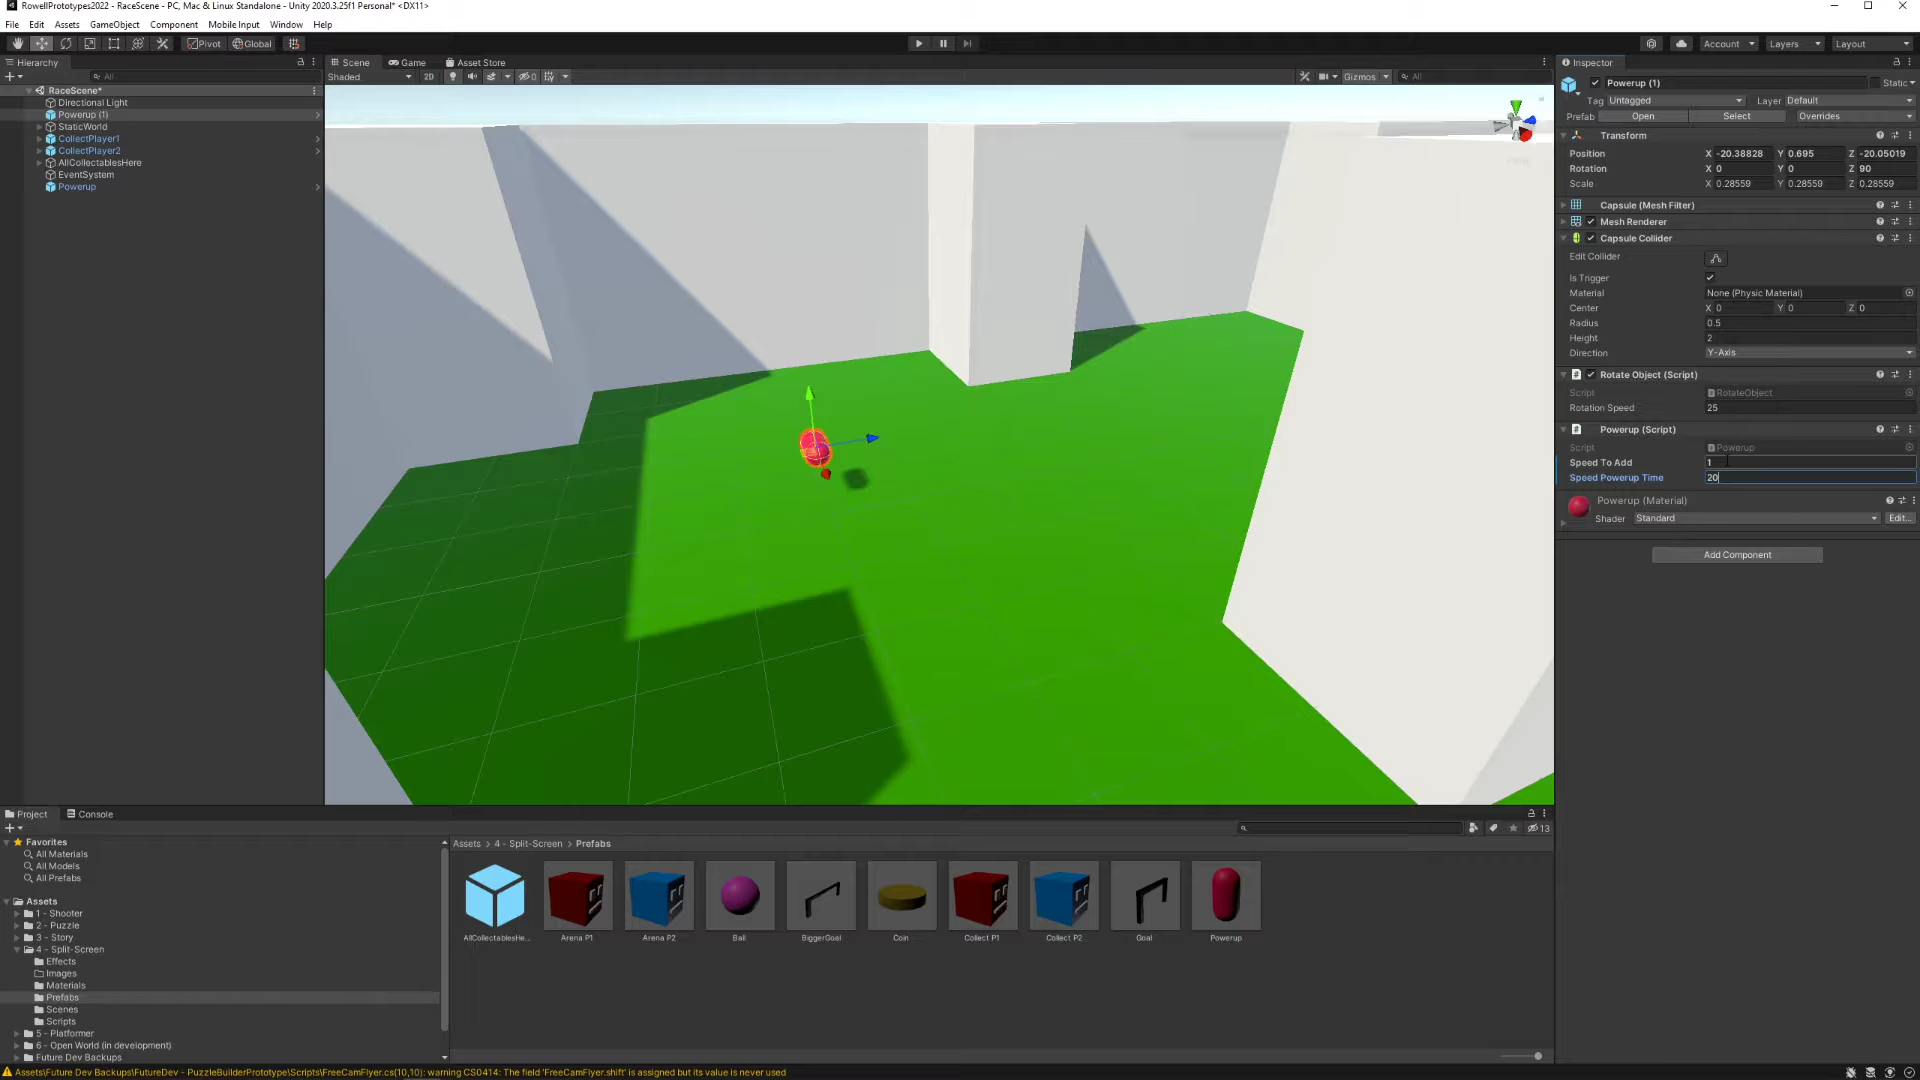 RowellPrototypes2022 - RaceScene - PC, Mac & Linux Standalone - Unity 2020.3.25f1 Personal* <DX11>
File Edit Assets GameObject Component Mobile Input Window Help
Pivot Global Account Layers Layout
Hierarchy
All
RaceScene*
Directional Light
Powerup (1)
StaticWorld
CollectPlayer1
CollectPlayer2
AllCollectablesHere
EventSystem
Powerup
Scene Game Asset Store
Shaded 2D 0 Gizmos All
Inspector
Powerup (1) Static
Tag Untagged Layer Default
Prefab Open Select Overrides
Transform
Position X -20.38828 Y 0.695 Z -20.05019
Rotation X 0 Y 0 Z 90
Scale X 0.28559 Y 0.28559 Z 0.28559
Capsule (Mesh Filter)
Mesh Renderer
Capsule Collider
Edit Collider
Is Trigger
Material None (Physic Material)
Center X 0 Y 0 Z 0
Radius 0.5
Height 2
Direction Y-Axis
Rotate Object (Script)
Script RotateObject
Rotation Speed 25
Powerup (Script)
Script Powerup
Speed To Add 1
Speed Powerup Time 20
Powerup (Material)
Shader Standard Edit...
Add Component
Project Console
13
Favorites
All Materials
All Models
All Prefabs
Assets
1 - Shooter
2 - Puzzle
3 - Story
4 - Split-Screen
Effects
Images
Materials
Prefabs
Scenes
Scripts
5 - Platformer
6 - Open World (in development)
Future Dev Backups
Assets > 4 - Split-Screen > Prefabs
AllCollectablesHe... Arena P1 Arena P2 Ball BiggerGoal Coin Collect P1 Collect P2 Goal Powerup
Assets\Future Dev Backups\FutureDev - PuzzleBuilderPrototype\Scripts\FreeCamFlyer.cs(10,10): warning CS0414: The field 'FreeCamFlyer.shift' is assigned but its value is never used